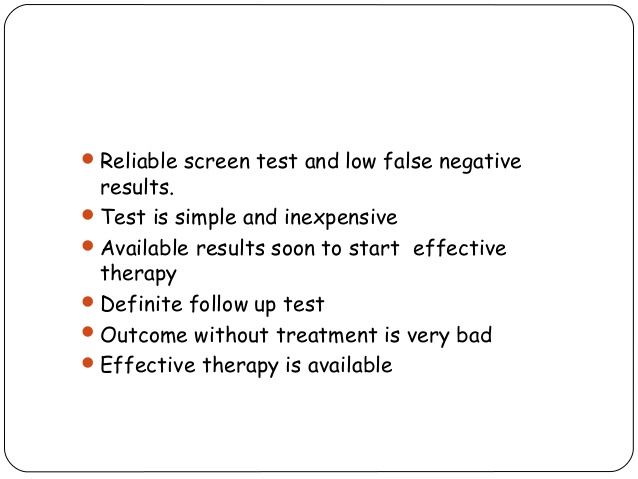 Reliable screen test and low false negative
results.
Test is simple and inexpensive
Available results soon to start  effective
therapy
Definite follow up test
Outcome without treatment is very bad
Effective therapy is available